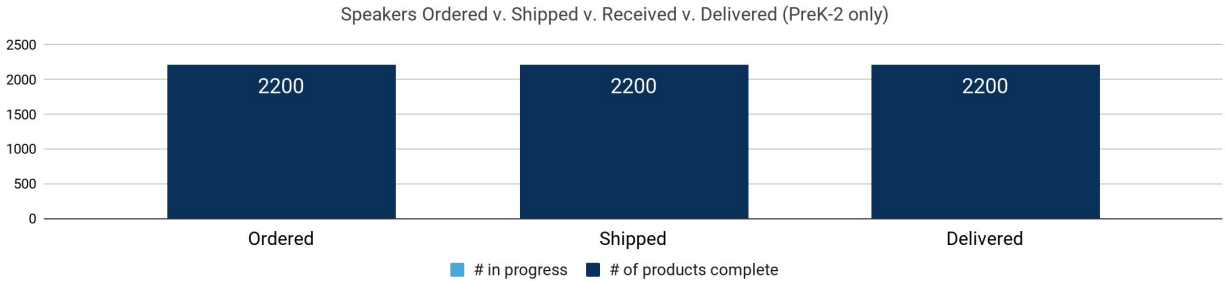 Speakers Ordered v. Shipped v. Received v. Delivered (PreK-2 only)
2500
2000
1500
1000
500
0
2200
2200
2200
Ordered
Shipped
Delivered
# in progress
# of products complete